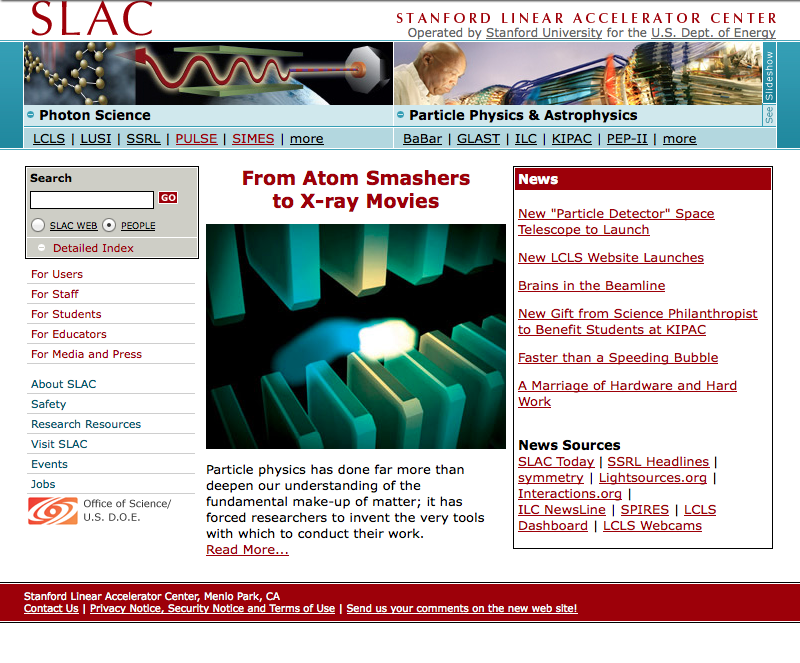 SLAC
STANFORD LINEAR ACCELERATOR CENTER
Operated by Stanford University for the U.S. Dept. of Energy
See Slideshow
Photon Science
Particle Physics & Astrophysics
LCLS | LUSI | SSRL | PULSE | SIMES | more
BaBar | GLAST | ILC | KIPAC | PEP-II | more
Search
GO
SLAC WEB PEOPLE
Detailed Index
For Users
For Staff
For Students
For Educators
For Media and Press
About SLAC
Safety
Research Resources
Visit SLAC
Events
Jobs
Office of Science/
U.S. D.O.E.
From Atom Smashers
to X-ray Movies
Particle physics has done far more than
deepen our understanding of the
fundamental make-up of matter; it has
forced researchers to invent the very tools
with which to conduct their work.
Read More...
News
New "Particle Detector" Space
Telescope to Launch
New LCLS Website Launches
Brains in the Beamline
New Gift from Science Philanthropist
to Benefit Students at KIPAC
Faster than a Speeding Bubble
A Marriage of Hardware and Hard
Work
News Sources
SLAC Today | SSRL Headlines |
symmetry | Lightsources.org |
Interactions.org |
ILC NewsLine | SPIRES | LCLS
Dashboard | LCLS Webcams
Stanford Linear Accelerator Center, Menlo Park, CA
Contact Us | Privacy Notice, Security Notice and Terms of Use | Send us your comments on the new web site!